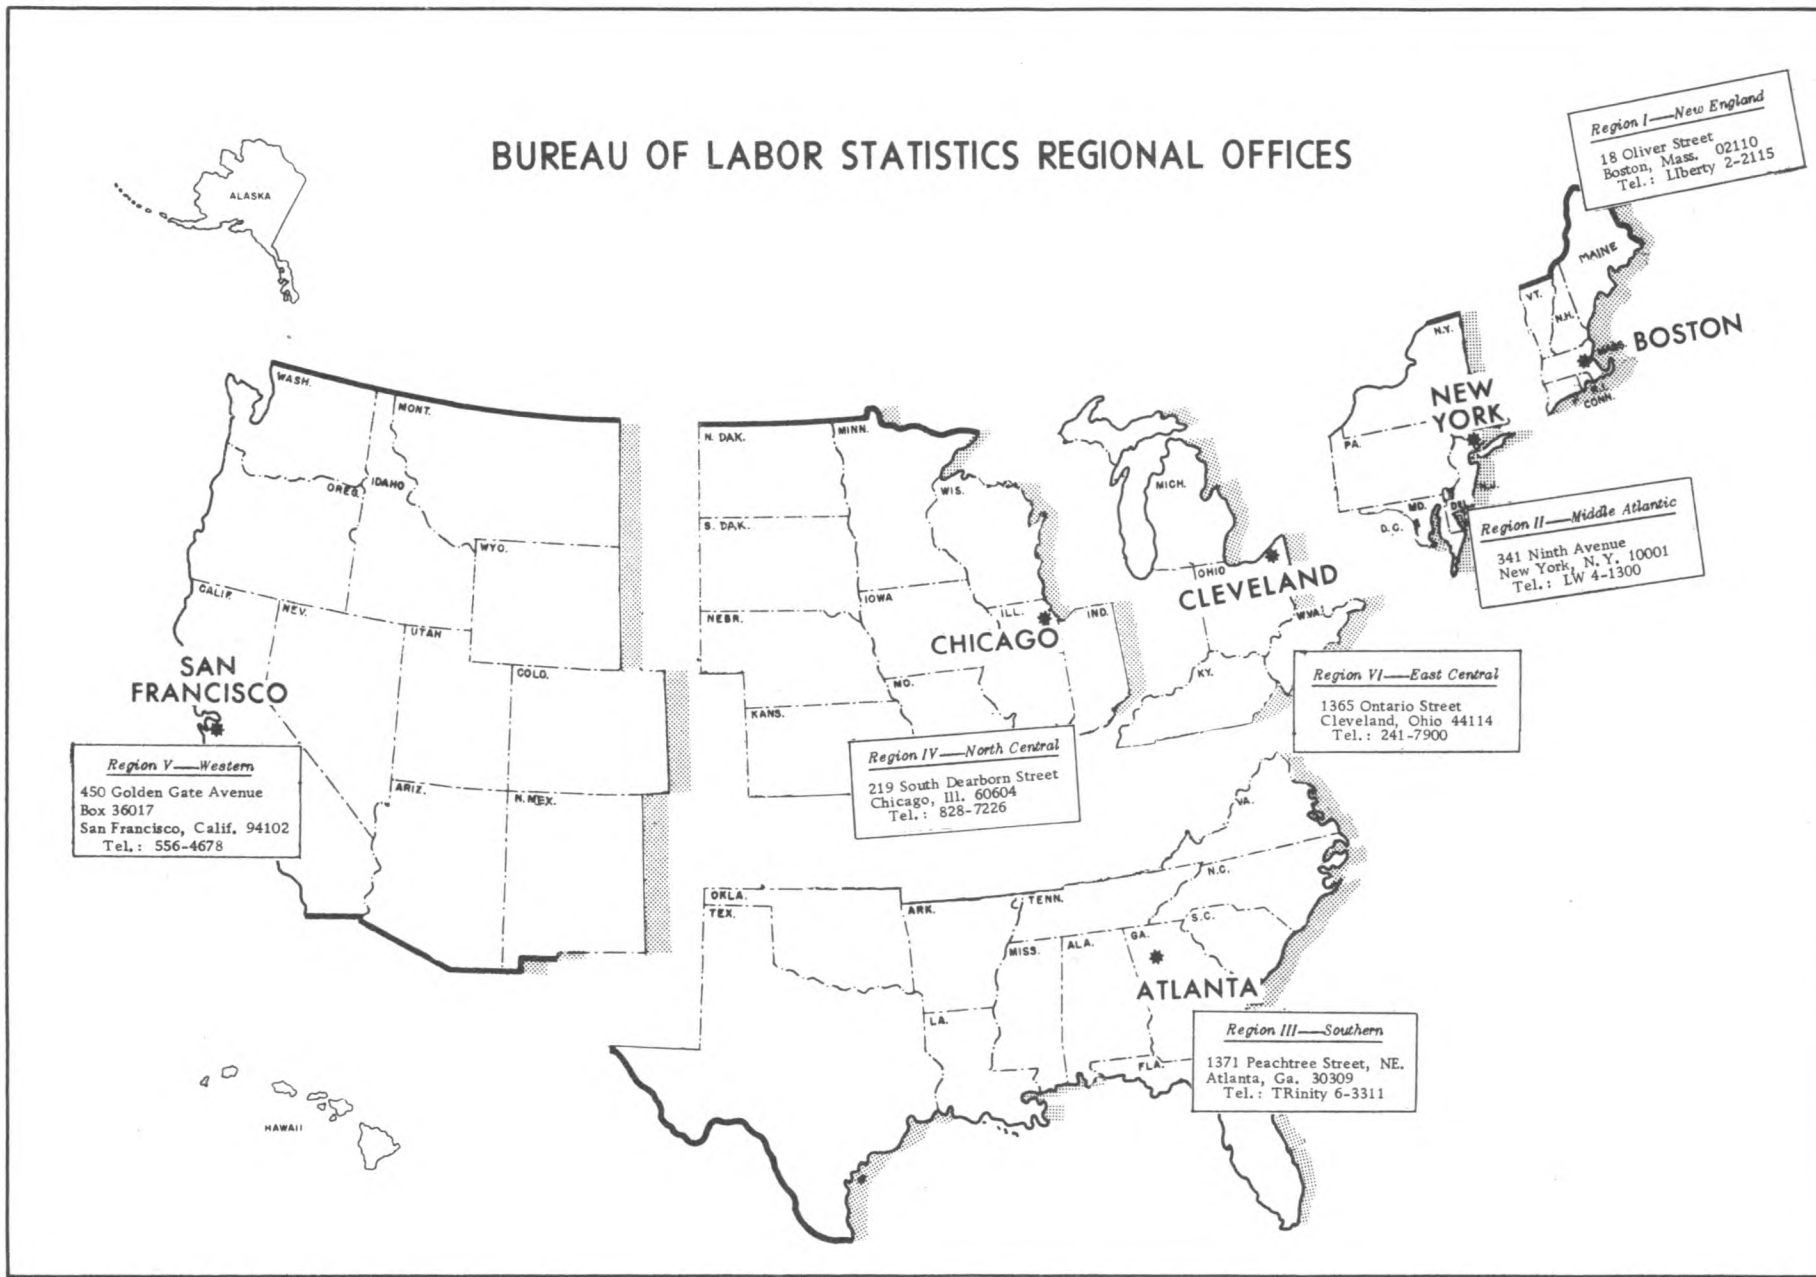 BUREAU OF LABOR STATISTICS REGIONAL OFFICES
Region I—New England
18 Oliver Street
Boston, Mass. 02110
Tel.: LIberty 2-2115
ALASKA
MAINE
VT.
N.H.
MASS.
BOSTON
R.I.
CONN.
N.Y.
NEW
YORK
PA.
N.J.
MD.
DEL.
D.C.
Region II—Middle Atlantic
341 Ninth Avenue
New York, N. Y. 10001
Tel.: LW 4-1300
WASH.
MONT.
OREG.
IDAHO
WYO.
CALIF.
NEV.
UTAH
COLO.
ARIZ.
N.MEX.
SAN
FRANCISCO
Region V—Western
450 Golden Gate Avenue
Box 36017
San Francisco, Calif. 94102
Tel.: 556-4678
N. DAK.
MINN.
S. DAK.
WIS.
IOWA
NEBR.
ILL.
IND.
CHICAGO
MO.
KANS.
Region IV—North Central
219 South Dearborn Street
Chicago, Ill. 60604
Tel.: 828-7226
MICH.
OHIO
CLEVELAND
W.VA.
KY.
Region VI—East Central
1365 Ontario Street
Cleveland, Ohio 44114
Tel.: 241-7900
VA.
N.C.
OKLA.
TEX.
ARK.
TENN.
S.C.
MISS.
ALA.
GA.
ATLANTA
LA.
FLA.
Region III—Southern
1371 Peachtree Street, NE.
Atlanta, Ga. 30309
Tel.: TRinity 6-3311
HAWAII